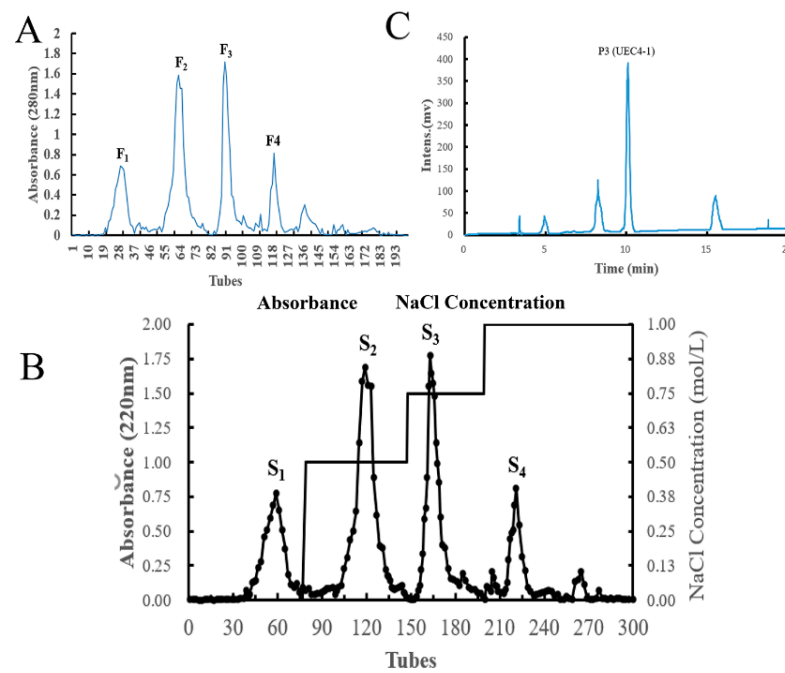 A
Absorbance (280nm)
2
1.8
1.6
1.4
1.2
1
0.8
0.6
0.4
0.2
0
F1
F2
F3
F4
1 10 19 28 37 46 55 64 73 82 91 100 109 118 127 136 145 154 163 172 183 193
Tubes
C
Intens.(mv)
450
400
350
300
250
200
150
100
50
0
P3 (UEC4-1)
0 5 10 15
Time (min)
B
Absorbance NaCl Concentration
Absorbance (220nm)
2.00
1.75
1.50
1.25
1.00
0.75
0.50
0.25
0.00
S1
S2
S3
S4
1.00
0.88
0.75
0.63
0.50
0.38
0.25
0.13
0.00
NaCl Concentration (mol/L)
0 30 60 90 120 150 180 210 240 270 300
Tubes